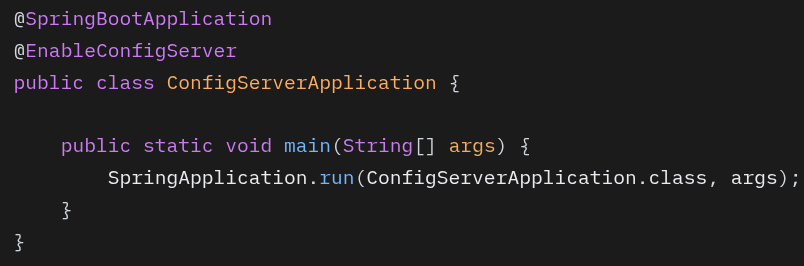 @SpringBootApplication
@EnableConfigServer
public class ConfigServerApplication {
    public static void main(String[] args) {
        SpringApplication.run(ConfigServerApplication.class, args);
    }
}